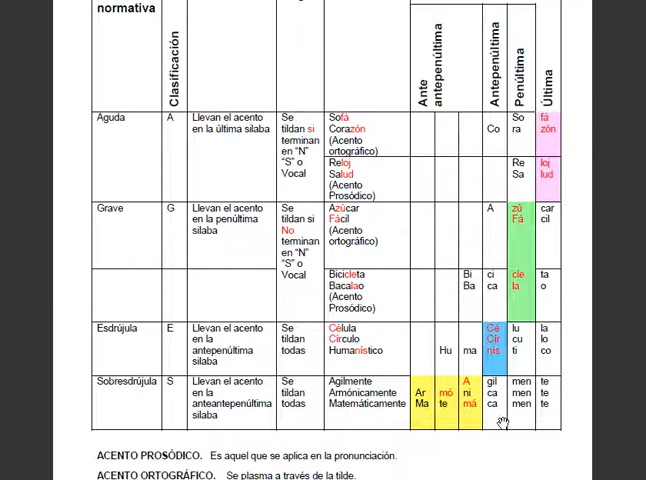 normativa
Clasificación
Ante antepenúltima
Antepenúltima
Penúltima
Última
Aguda A Llevan el acento en la última silaba Se tildan si terminan en “N” “S” o Vocal
Sofá So fá
Corazón Co ra zón
(Acento ortográfico)
Reloj Re loj
Salud Sa lud
(Acento Prosódico)
Grave G Llevan el acento en la penúltima silaba Se tildan si No terminan en “N” “S” o Vocal
Azúcar A zú car
Fácil Fá cil
(Acento ortográfico)
Bicicleta Bi ci cle ta
Bacalao Ba ca la o
(Acento Prosódico)
Esdrújula E Llevan el acento en la antepenúltima silaba Se tildan todas
Célula Cé lu la
Círculo Cír cu lo
Humanístico Hu ma nís ti co
Sobresdrújula S Llevan el acento en la anteantepenúltima silaba Se tildan todas
Agilmente A gil men te
Armónicamente Ar mó ni ca men te
Matemáticamente Ma te má ca men te
ACENTO PROSÓDICO. Es aquel que se aplica en la pronunciación.
ACENTO ORTOGRÁFICO. Se plasma a través de la tilde.